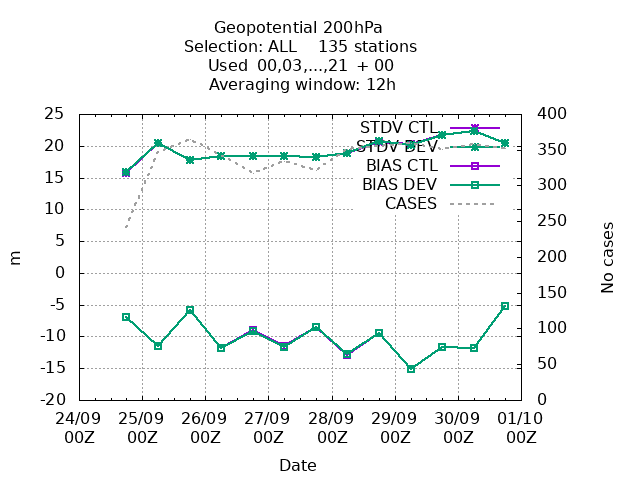 Geopotential 200hPa
Selection: ALL    135 stations
Used  00,03,...,21  + 00
Averaging window: 12h
25 400
STDV CTL
20 350
STDV DEV
BIAS CTL
15 300
BIAS DEV
CASES
10 250
5
0 200
-5 150
-10 100
-15 50
-20 0
m
No cases
24/09 25/09 26/09 27/09 28/09 29/09 30/09 01/10
00Z 00Z 00Z 00Z 00Z 00Z 00Z 00Z
Date